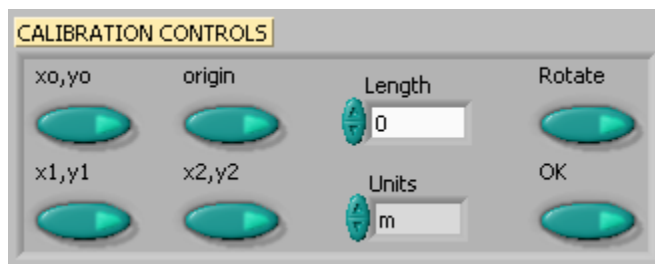 CALIBRATION CONTROLS
xo,yo
origin
Length
Rotate
0
x1,y1
x2,y2
Units
OK
m